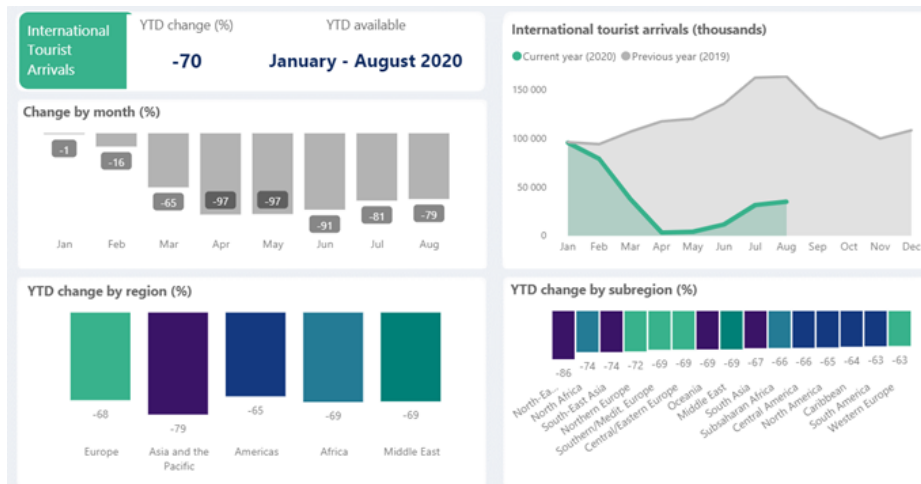 International
Tourist
Arrivals
YTD change (%)
-70
YTD available
January - August 2020
Change by month (%)
-1
-16
-65
-97
-97
-91
-81
-79
Jan Feb Mar Apr May Jun Jul Aug
International tourist arrivals (thousands)
Current year (2020) Previous year (2019)
150 000
100 000
50 000
0
Jan Feb Mar Apr May Jun Jul Aug Sep Oct Nov Dec
YTD change by region (%)
-68
-79
-65
-69
-69
Europe
Asia and the
Pacific
Americas
Africa
Middle East
YTD change by subregion (%)
-86
-74
-74
-72
-69
-69
-69
-69
-67
-66
-66
-65
-64
-63
-63
North-Ea...
North Africa
South-East Asia
Northern Europe
Southern/Medit. Europe
Central/Eastern Europe
Oceania
Middle East
South Asia
Subsaharan Africa
Central America
North America
Caribbean
South America
Western Europe